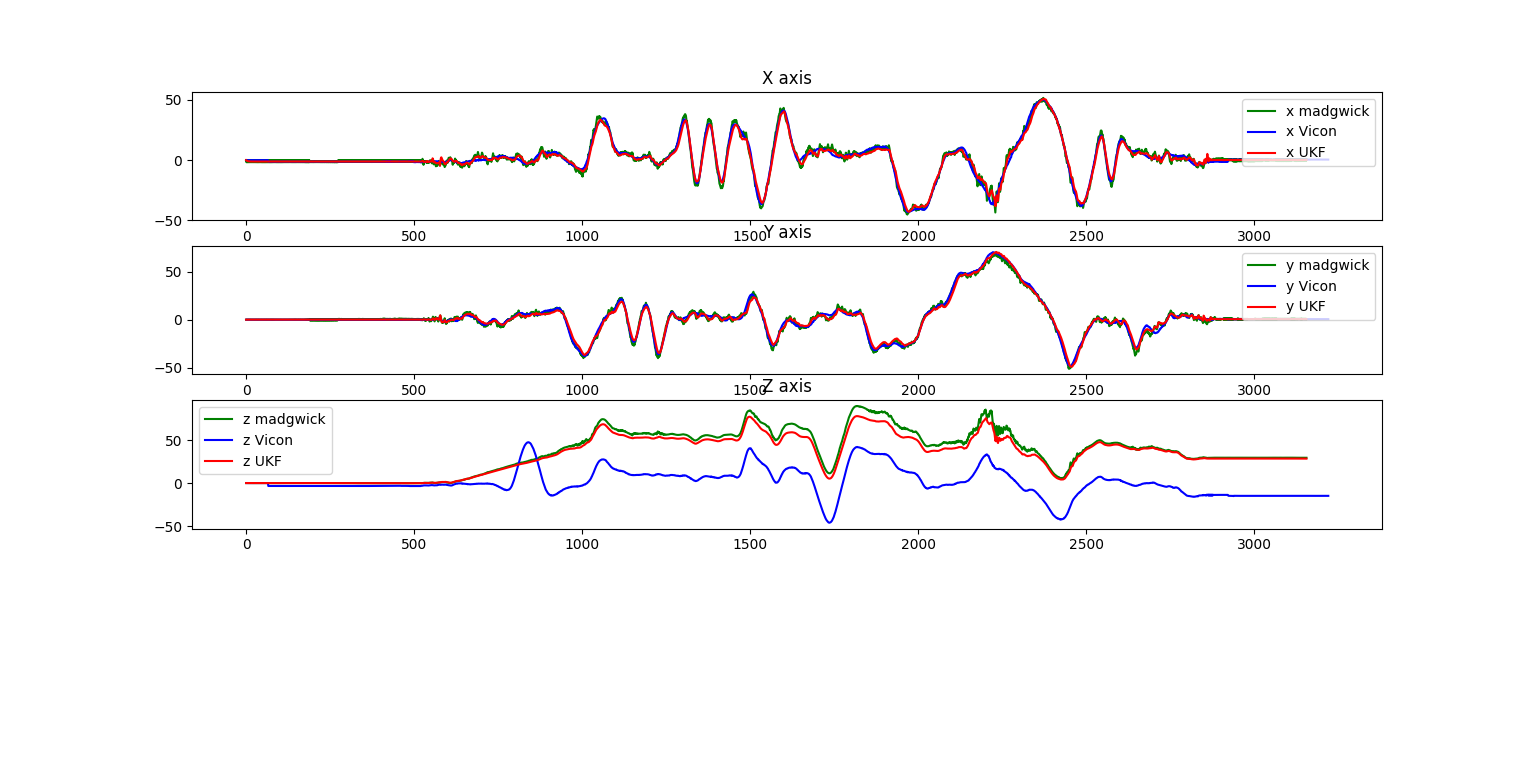 X axis
50
0
−50
x madgwick
x Vicon
x UKF
0 500 1000 1500 2000 2500 3000
Y axis
50
0
−50
y madgwick
y Vicon
y UKF
0 500 1000 1500 2000 2500 3000
Z axis
50
0
−50
z madgwick
z Vicon
z UKF
0 500 1000 1500 2000 2500 3000